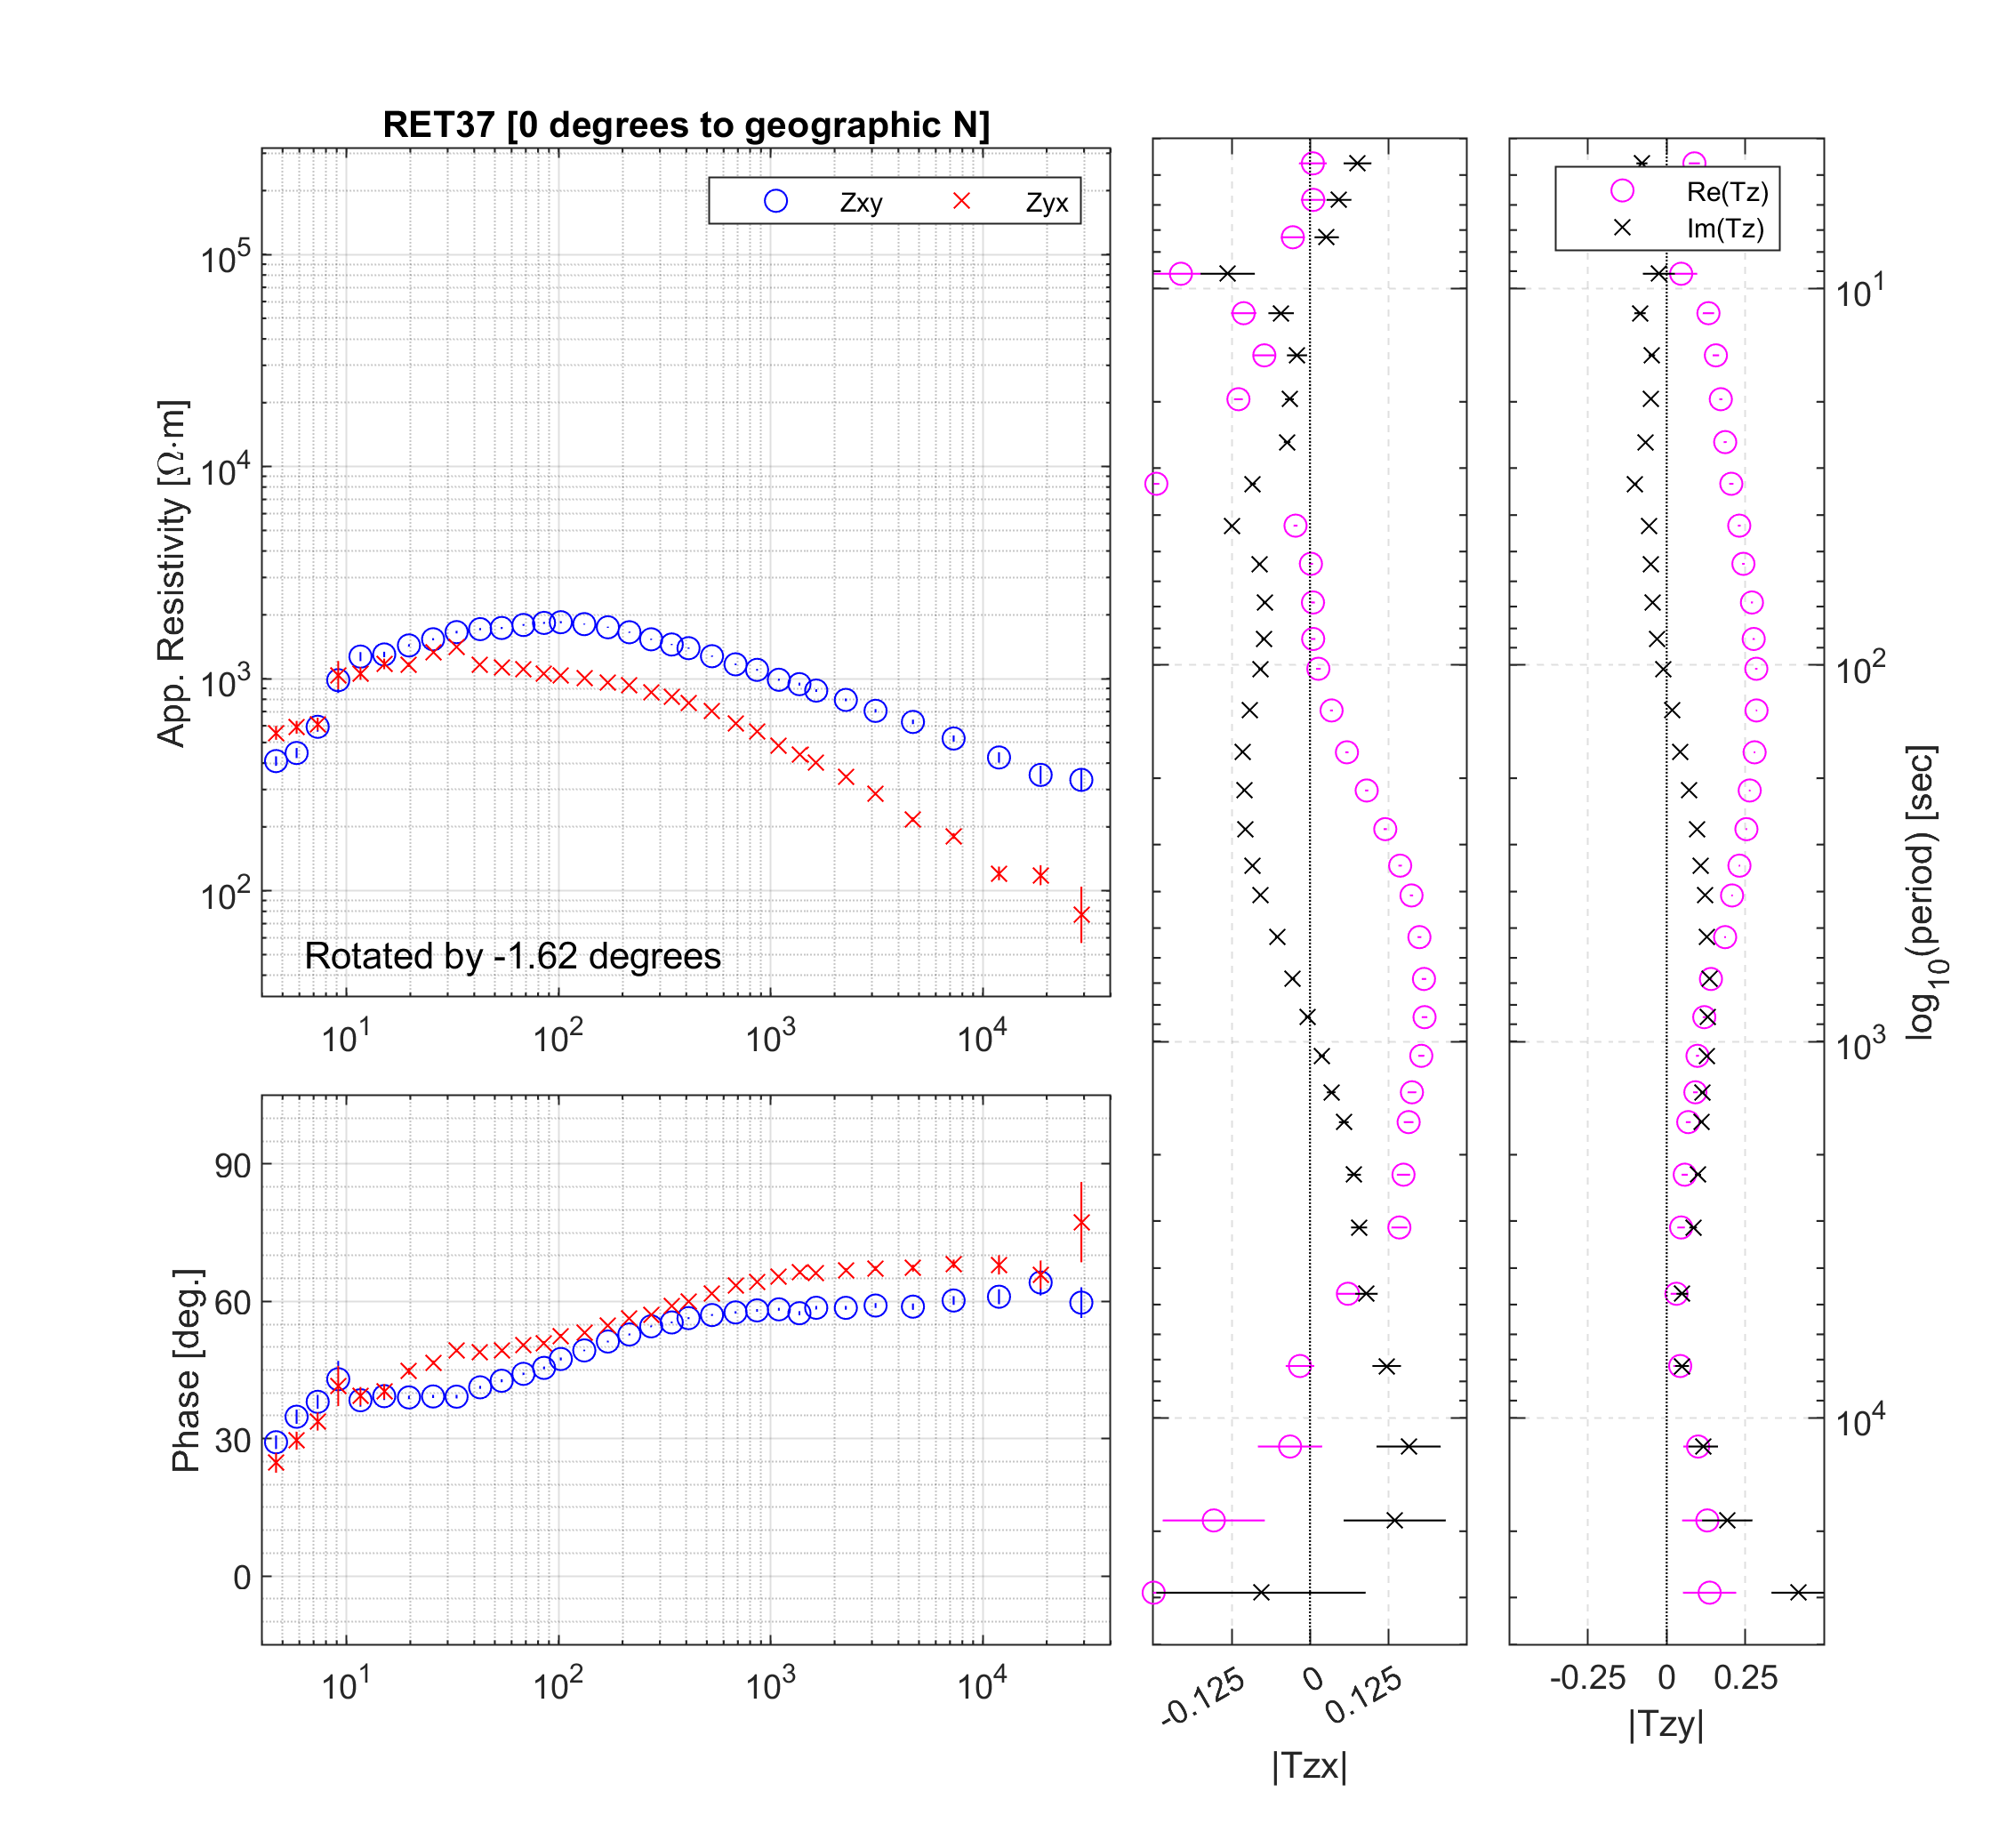 RET37 [0 degrees to geographic N]
Zxy
Zyx
App. Resistivity [Ω·m]
10^5
10^4
10^3
10^2
Rotated by -1.62 degrees
10^1
10^2
10^3
10^4
Phase [deg.]
90
60
30
0
10^1
10^2
10^3
10^4
-0.125
0
0.125
|Tzx|
Re(Tz)
Im(Tz)
-0.25
0
0.25
|Tzy|
10^1
10^2
10^3
10^4
log10(period) [sec]